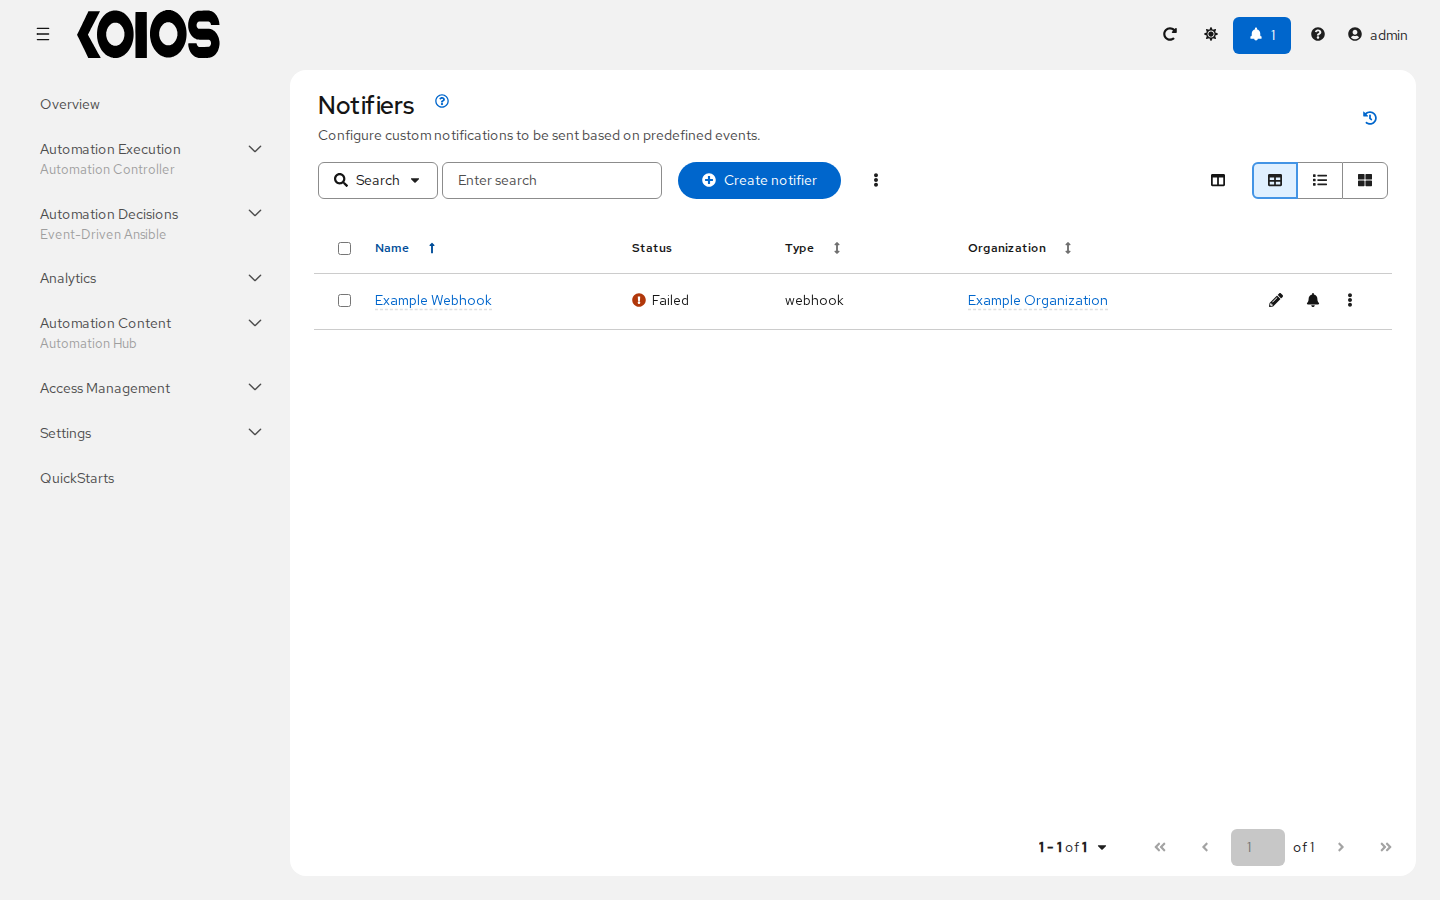 KOIOS
1
admin
Overview
Automation Execution
Automation Controller
Automation Decisions
Event-Driven Ansible
Analytics
Automation Content
Automation Hub
Access Management
Settings
QuickStarts
Notifiers
Configure custom notifications to be sent based on predefined events.
Search
Enter search
Create notifier
Name
Status
Type
Organization
Example Webhook
Failed
webhook
Example Organization
1 - 1 of 1
1
of 1